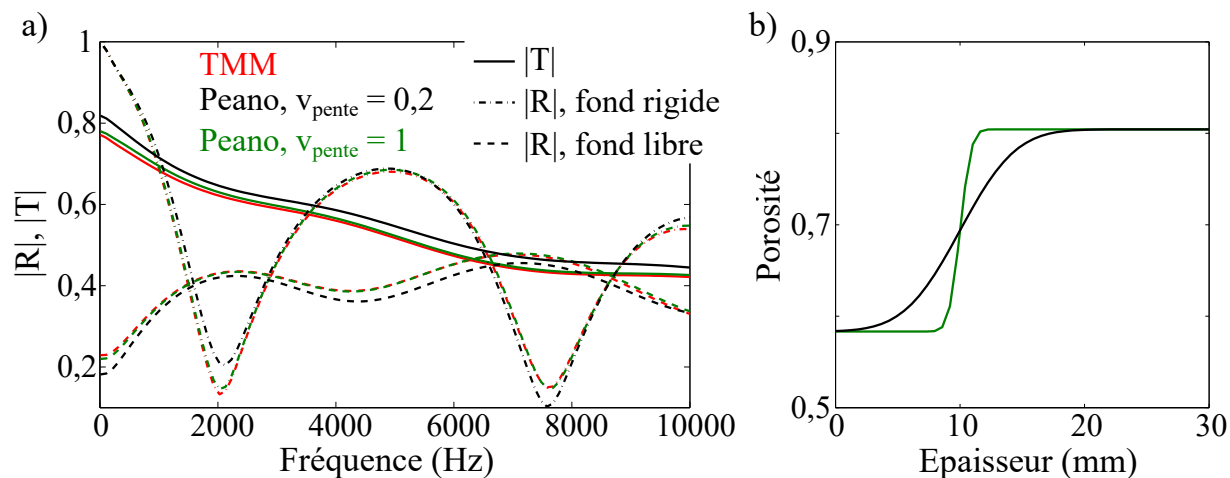 a)
1
0,8
0,6
0,4
0,2
|R|, |T|
TMM
Peano, v_pente = 0,2
Peano, v_pente = 1
|T|
|R|, fond rigide
|R|, fond libre
0
2000
4000
6000
8000
10000
Fréquence (Hz)
b)
0,9
0,7
0,5
Porosité
0
10
20
30
Epaisseur (mm)